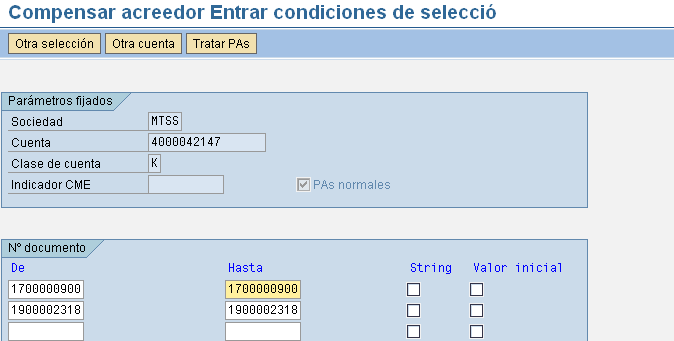 Compensar acreedor Entrar condiciones de selecció
Otra selección Otra cuenta Tratar PAs
Parámetros fijados
Sociedad MTSS
Cuenta 4000042147
Clase de cuenta K
Indicador CME PAs normales
Nº documento
De Hasta String Valor inicial
1700000900 1700000900
1900002318 1900002318